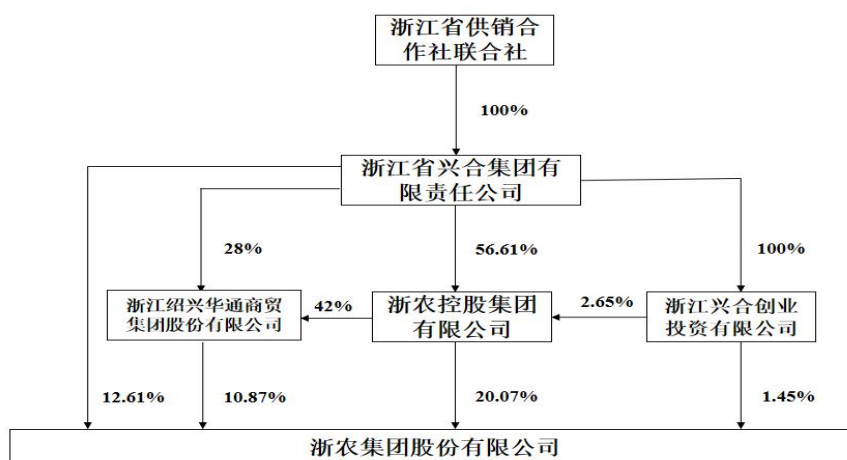 浙江省供销合
作社联合社
100%
浙江省兴合集团有
限责任公司
28%
56.61%
100%
浙江绍兴华通商贸
集团股份有限公司
42%
浙农控股集团
有限公司
2.65%
浙江兴合创业
投资有限公司
12.61%
10.87%
20.07%
1.45%
浙农集团股份有限公司